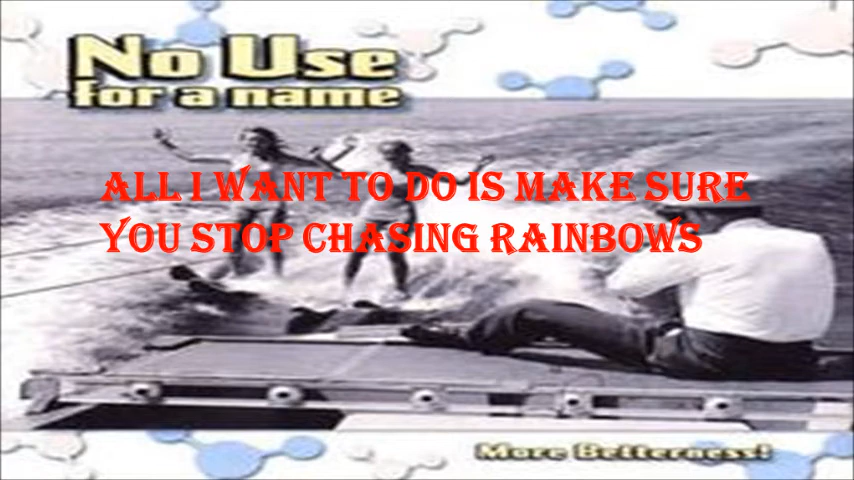 No Use
for a name
ALL I WANT TO DO IS MAKE SURE
YOU STOP CHASING RAINBOWS
More Betterness!